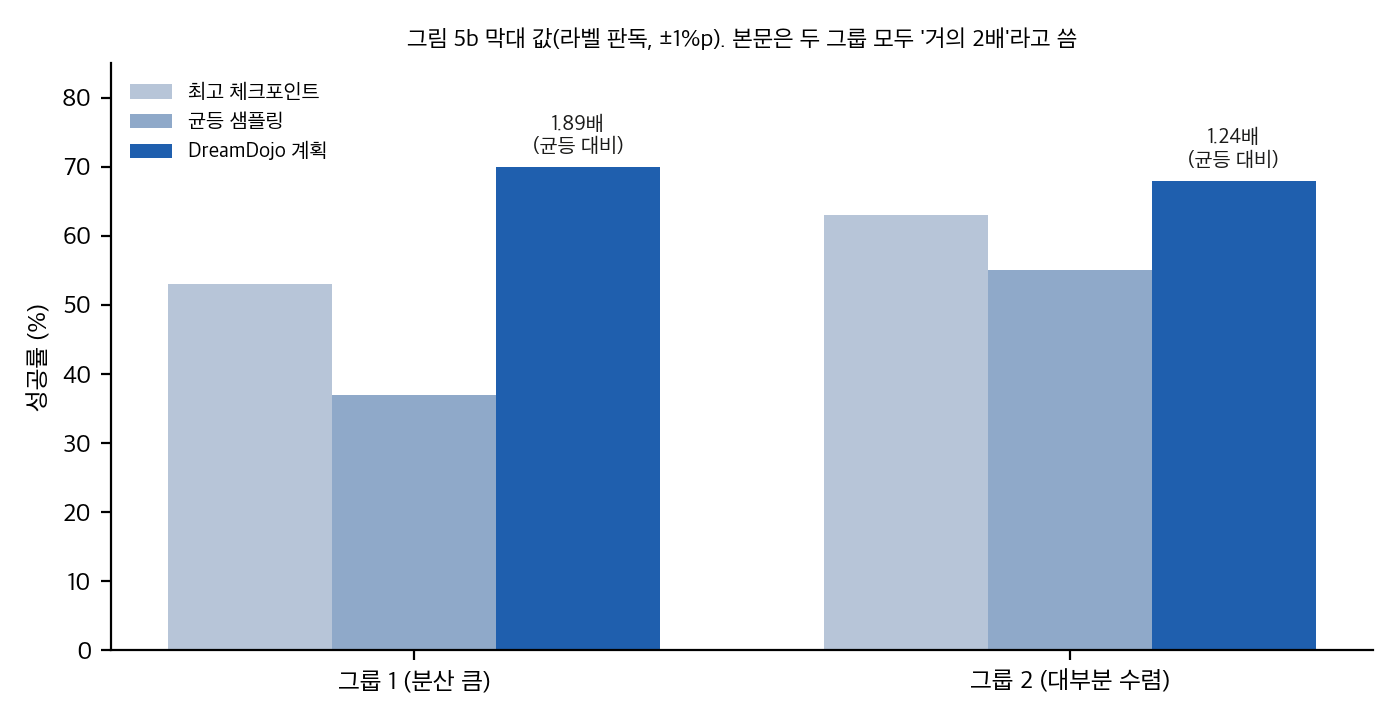 그림 5b 막대 값(라벨 판독, ±1%p). 본문은 두 그룹 모두 '거의 2배'라고 씀
최고 체크포인트
균등 샘플링
DreamDojo 계획
1.89배
(균등 대비)
1.24배
(균등 대비)
성공률 (%)
80
70
60
50
40
30
20
10
0
그룹 1 (분산 큼)
그룹 2 (대부분 수렴)